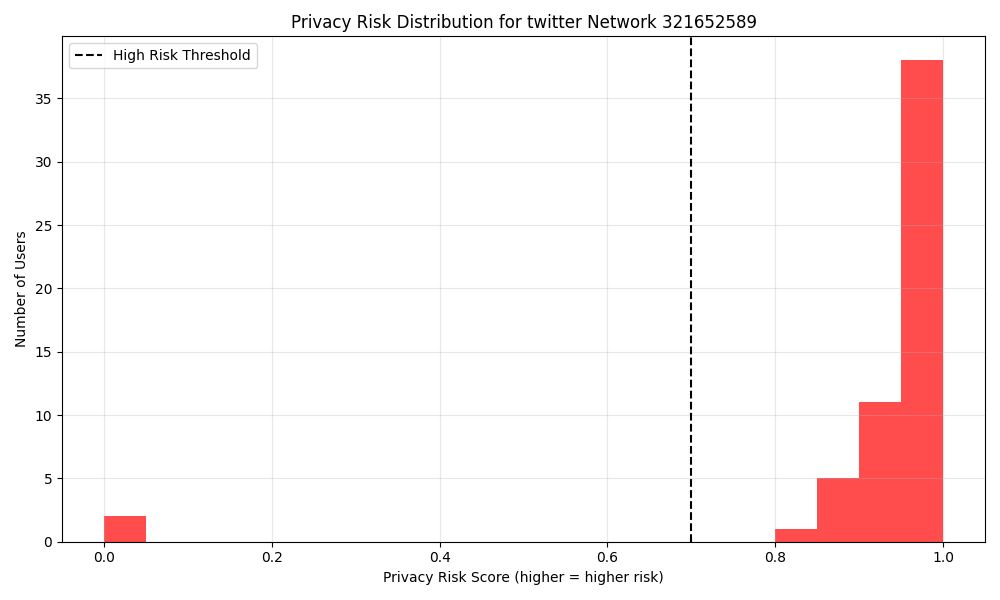 Privacy Risk Distribution for twitter Network 321652589
High Risk Threshold
Number of Users
35
30
25
20
15
10
5
0
0.0 0.2 0.4 0.6 0.8 1.0
Privacy Risk Score (higher = higher risk)